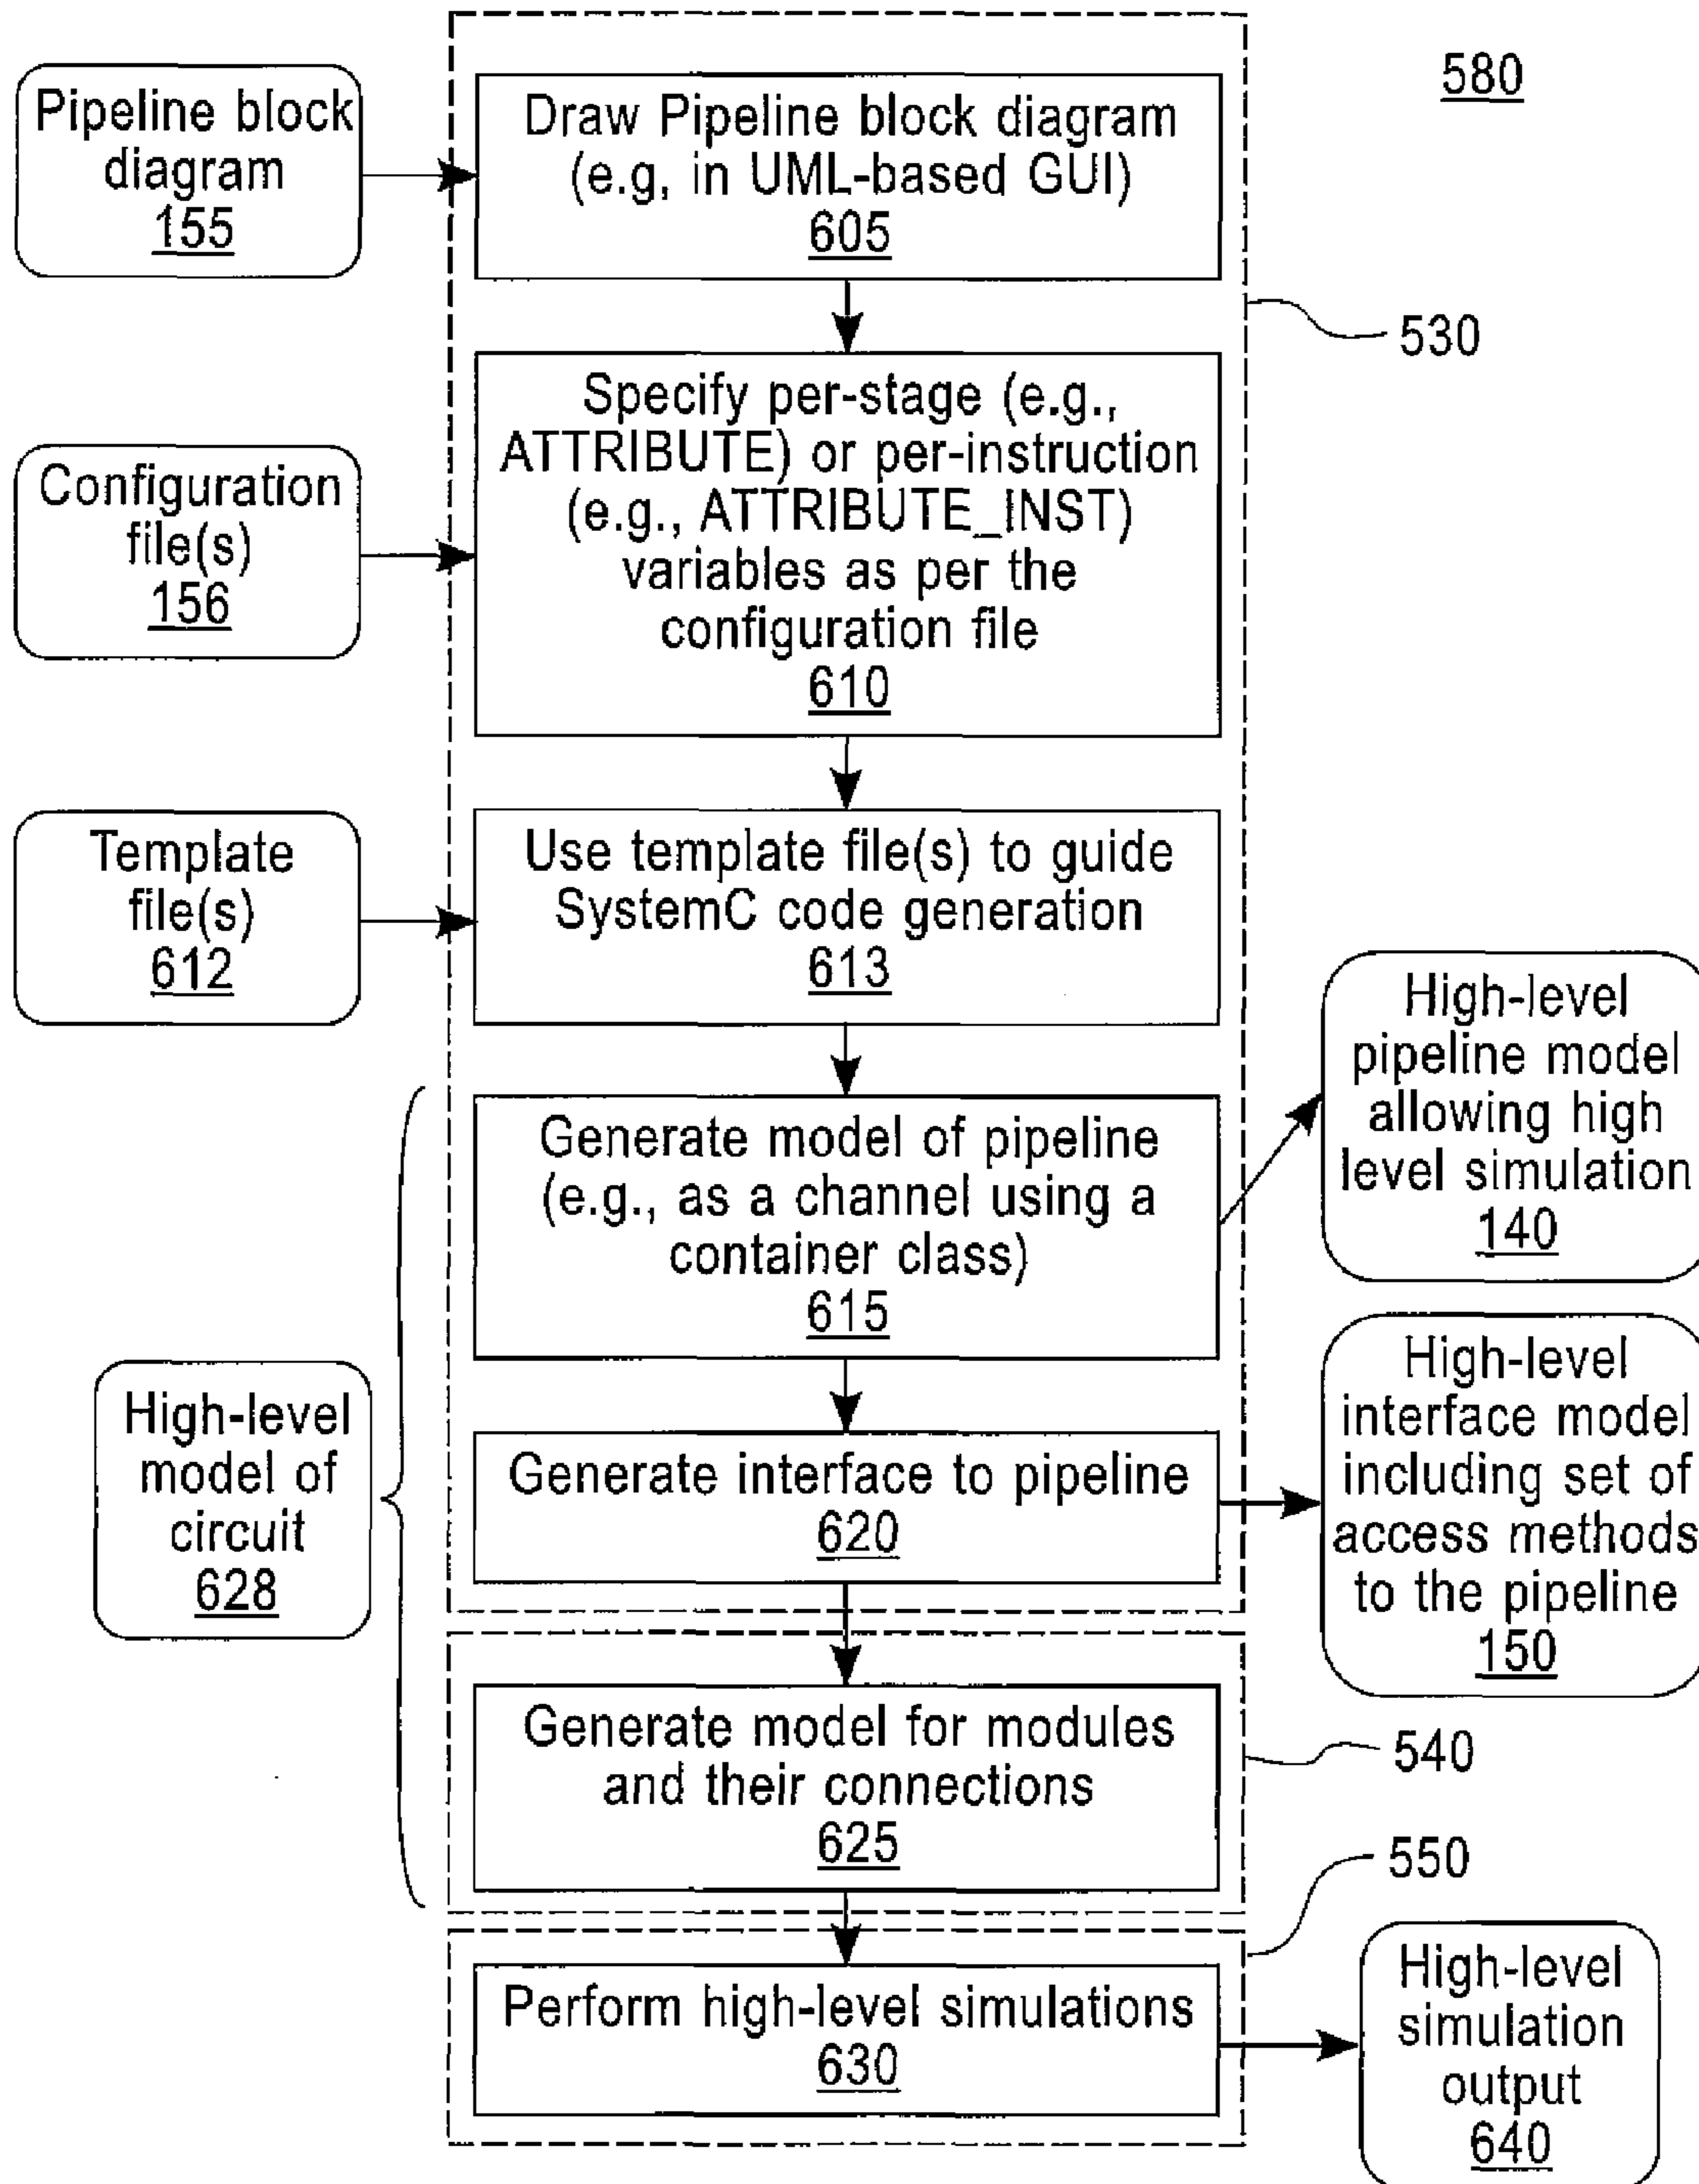 580
Pipeline block
diagram
155
Draw Pipeline block diagram
(e.g, in UML-based GUI)
605
530
Configuration
file(s)
156
Specify per-stage (e.g.,
ATTRIBUTE) or per-instruction
(e.g., ATTRIBUTE_INST)
variables as per the
configuration file
610
Template
file(s)
612
Use template file(s) to guide
SystemC code generation
613
Generate model of pipeline
(e.g., as a channel using a
container class)
615
High-level
pipeline model
allowing high
level simulation
140
High-level
model of
circuit
628
Generate interface to pipeline
620
High-level
interface model
including set of
access methods
to the pipeline
150
Generate model for modules
and their connections
625
540
550
Perform high-level simulations
630
High-level
simulation
output
640